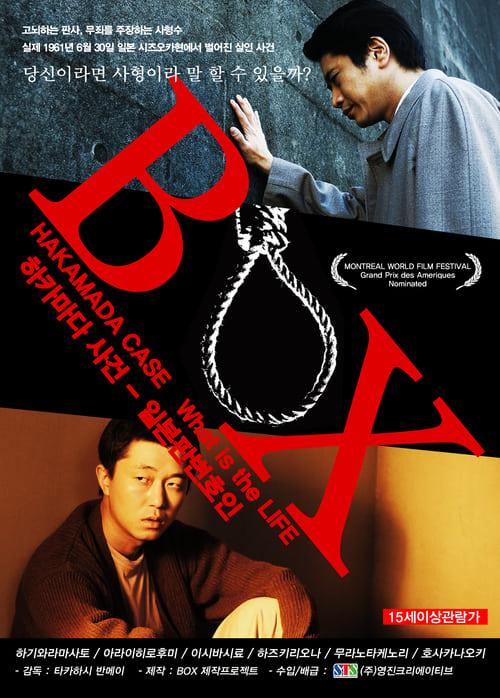 고뇌하는 판사, 무죄를 주장하는 사형수
실제 1961년 6월 30일 일본 시즈오카현에서 벌어진 살인 사건
당신이라면 사형이라 말 할 수 있을까?
BOX
HAKAMADA CASE What is the LIFE
하카마다 사건 - 일본판변호인
MONTREAL WORLD FILM FESTIVAL
Grand Prix des Ameriques
Nominated
15세이상관람가
하기와라마사토 / 아라이히로후미 / 이시바시료 / 하즈키리오나 / 무라노타케노리 / 호사카나오키
- 감독 : 타카하시 반메이 - 제작 : BOX 제작프로젝트 - 수입/배급 : STS (주)영진크리에이티브